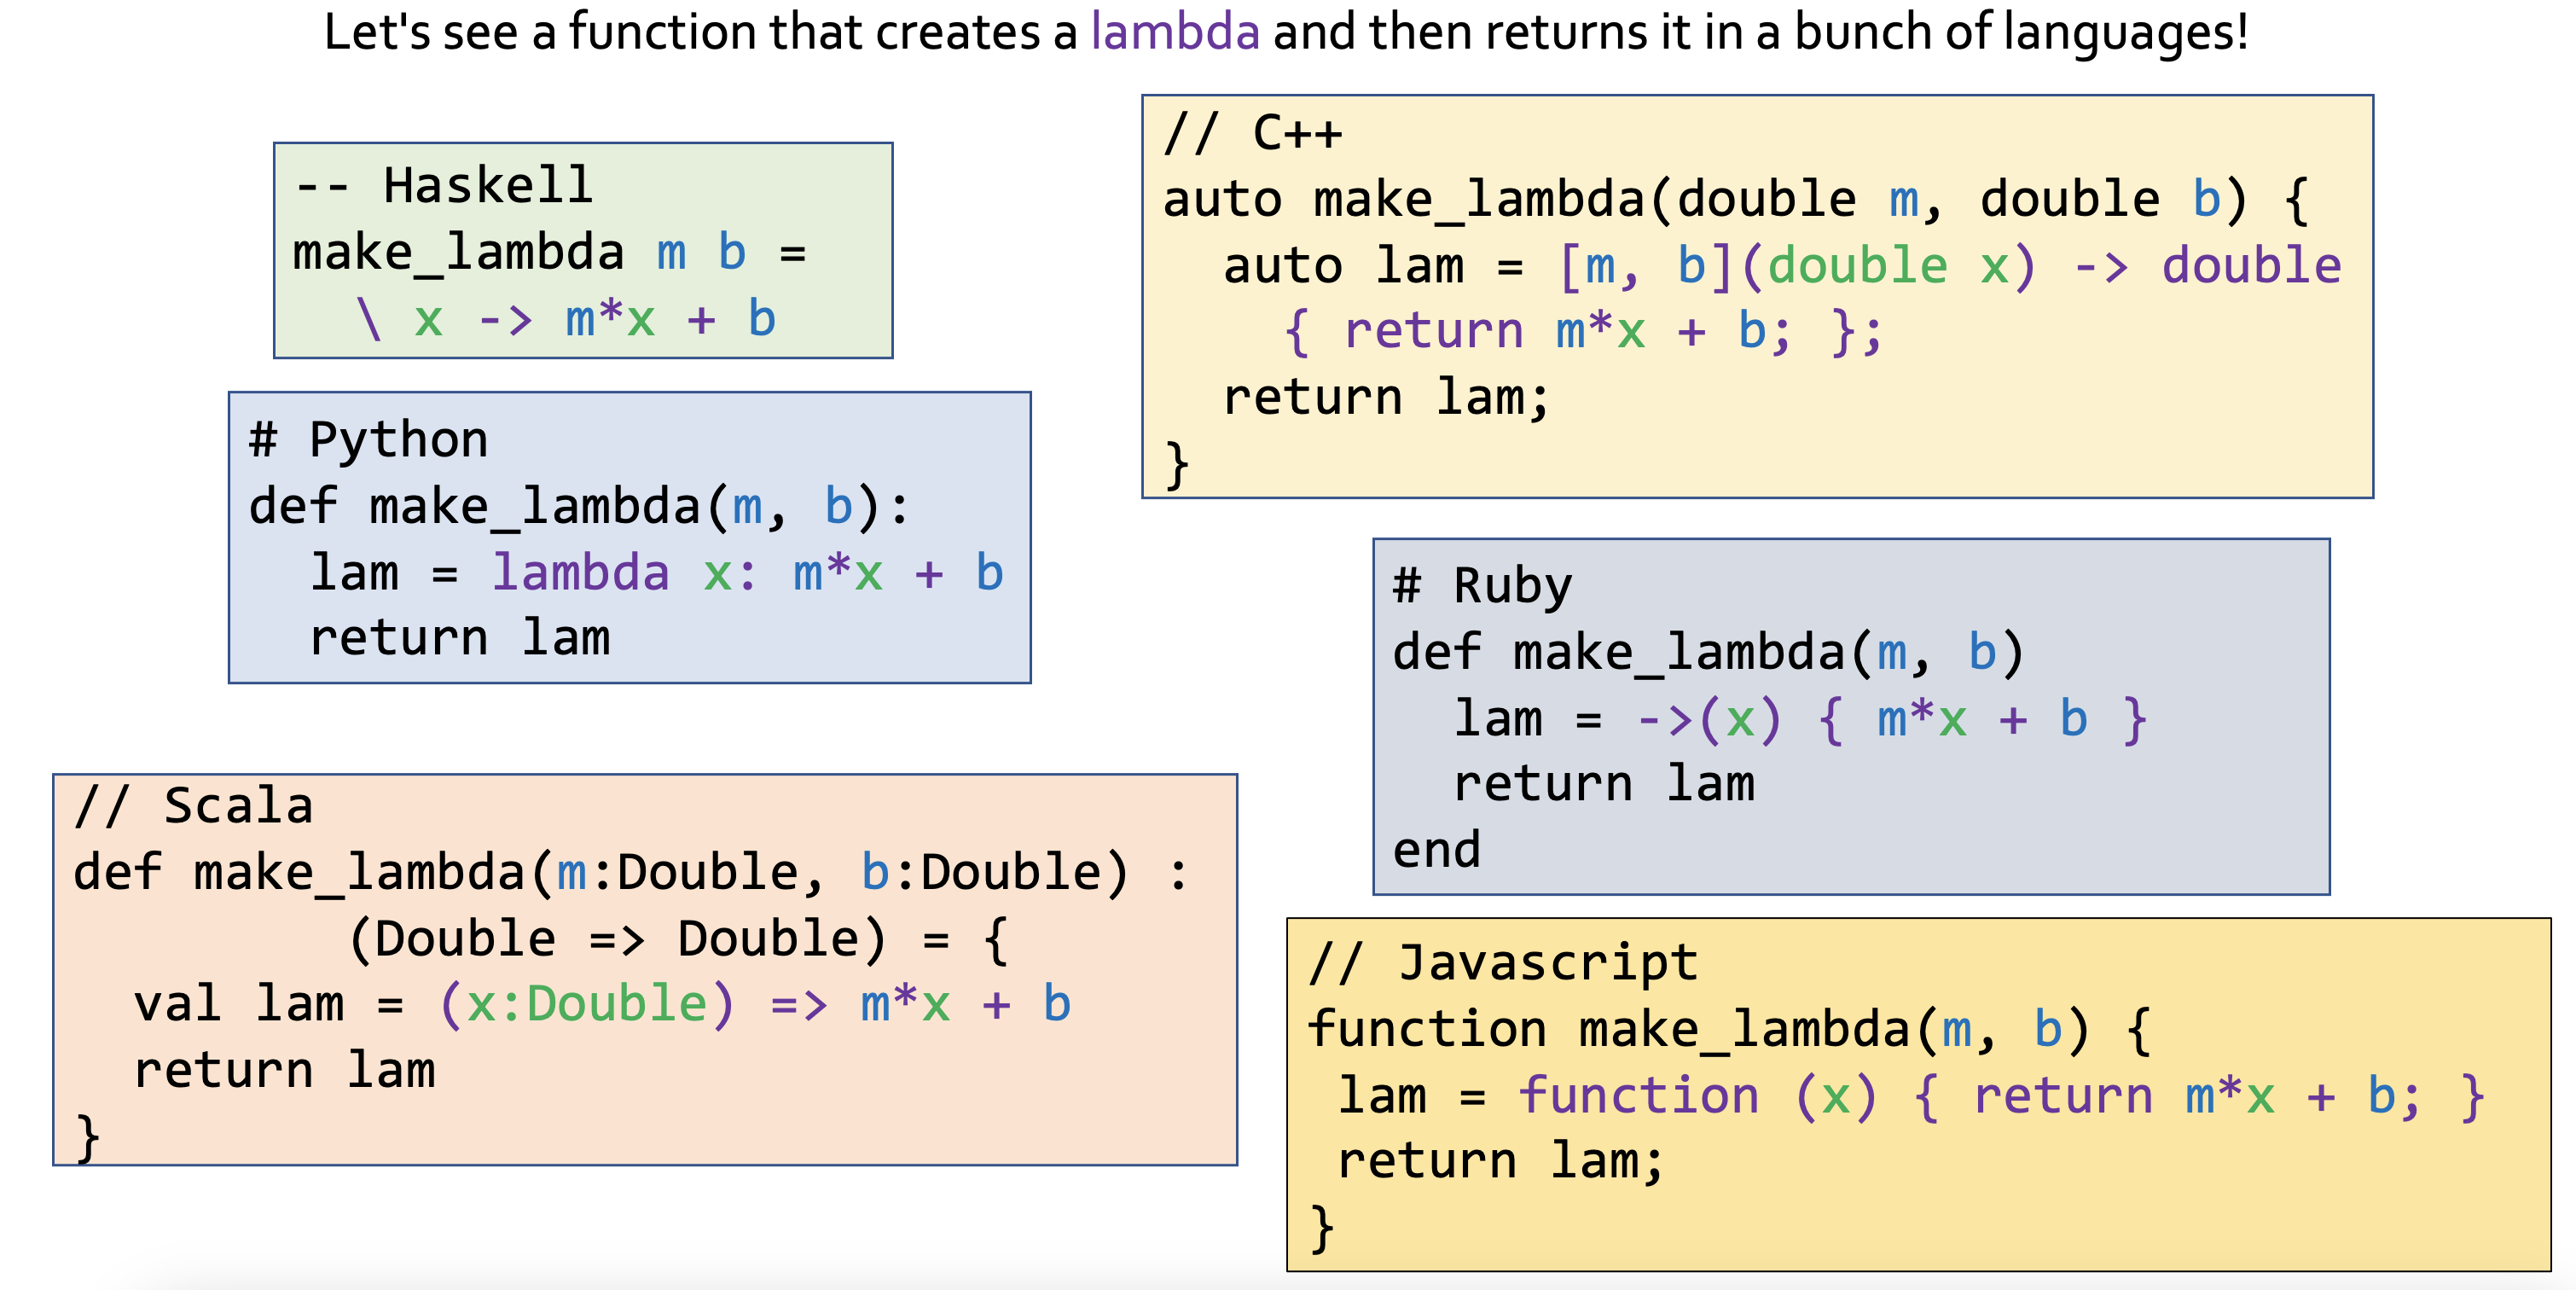 Let's see a function that creates a lambda and then returns it in a bunch of languages!
-- Haskell
make_lambda m b =
  \ x -> m*x + b
# Python
def make_lambda(m, b):
  lam = lambda x: m*x + b
  return lam
// Scala
def make_lambda(m:Double, b:Double) :
         (Double => Double) = {
  val lam = (x:Double) => m*x + b
  return lam
}
// C++
auto make_lambda(double m, double b) {
  auto lam = [m, b](double x) -> double
    { return m*x + b; };
  return lam;
}
# Ruby
def make_lambda(m, b)
  lam = ->(x) { m*x + b }
  return lam
end
// Javascript
function make_lambda(m, b) {
 lam = function (x) { return m*x + b; }
 return lam;
}